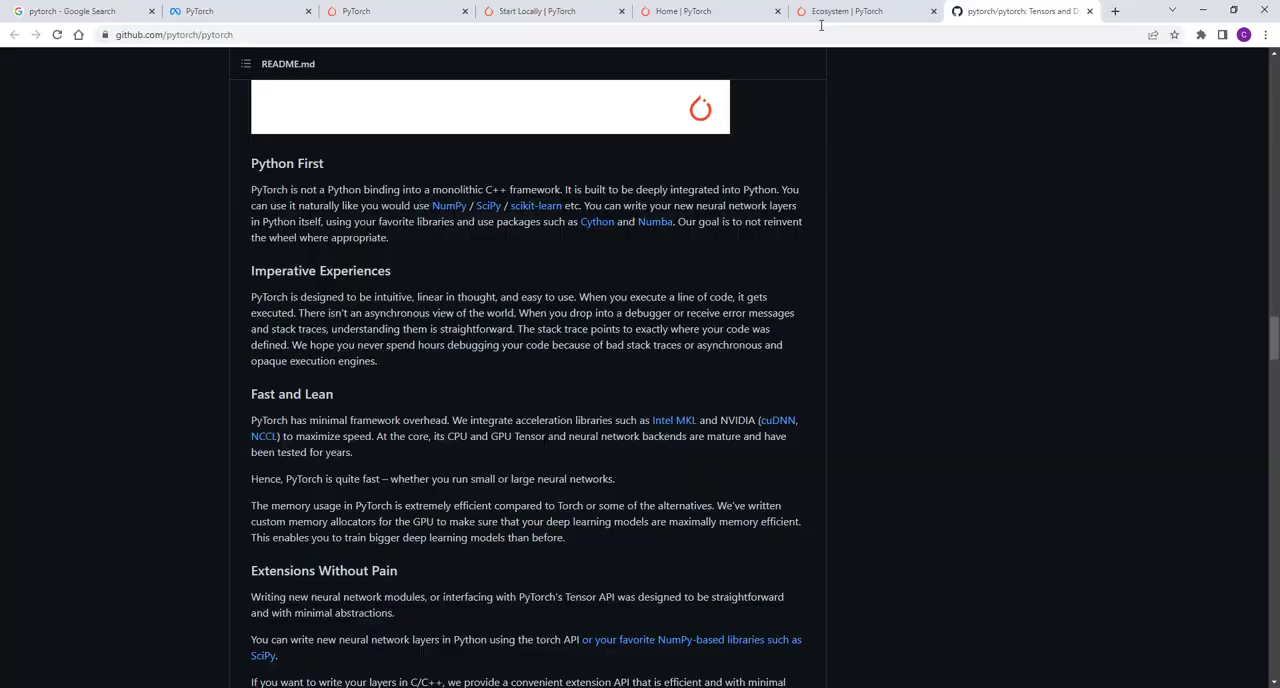 pytorch - Google Search
PyTorch
PyTorch
Start Locally | PyTorch
Home | PyTorch
Ecosystem | PyTorch
pytorch/pytorch: Tensors and D
github.com/pytorch/pytorch
C
README.md
Python First
PyTorch is not a Python binding into a monolithic C++ framework. It is built to be deeply integrated into Python. You
can use it naturally like you would use NumPy / SciPy / scikit-learn etc. You can write your new neural network layers
in Python itself, using your favorite libraries and use packages such as Cython and Numba. Our goal is to not reinvent
the wheel where appropriate.
Imperative Experiences
PyTorch is designed to be intuitive, linear in thought, and easy to use. When you execute a line of code, it gets
executed. There isn't an asynchronous view of the world. When you drop into a debugger or receive error messages
and stack traces, understanding them is straightforward. The stack trace points to exactly where your code was
defined. We hope you never spend hours debugging your code because of bad stack traces or asynchronous and
opaque execution engines.
Fast and Lean
PyTorch has minimal framework overhead. We integrate acceleration libraries such as Intel MKL and NVIDIA (cuDNN,
NCCL) to maximize speed. At the core, its CPU and GPU Tensor and neural network backends are mature and have
been tested for years.
Hence, PyTorch is quite fast – whether you run small or large neural networks.
The memory usage in PyTorch is extremely efficient compared to Torch or some of the alternatives. We've written
custom memory allocators for the GPU to make sure that your deep learning models are maximally memory efficient.
This enables you to train bigger deep learning models than before.
Extensions Without Pain
Writing new neural network modules, or interfacing with PyTorch's Tensor API was designed to be straightforward
and with minimal abstractions.
You can write new neural network layers in Python using the torch API or your favorite NumPy-based libraries such as
SciPy.
If you want to write your layers in C/C++, we provide a convenient extension API that is efficient and with minimal